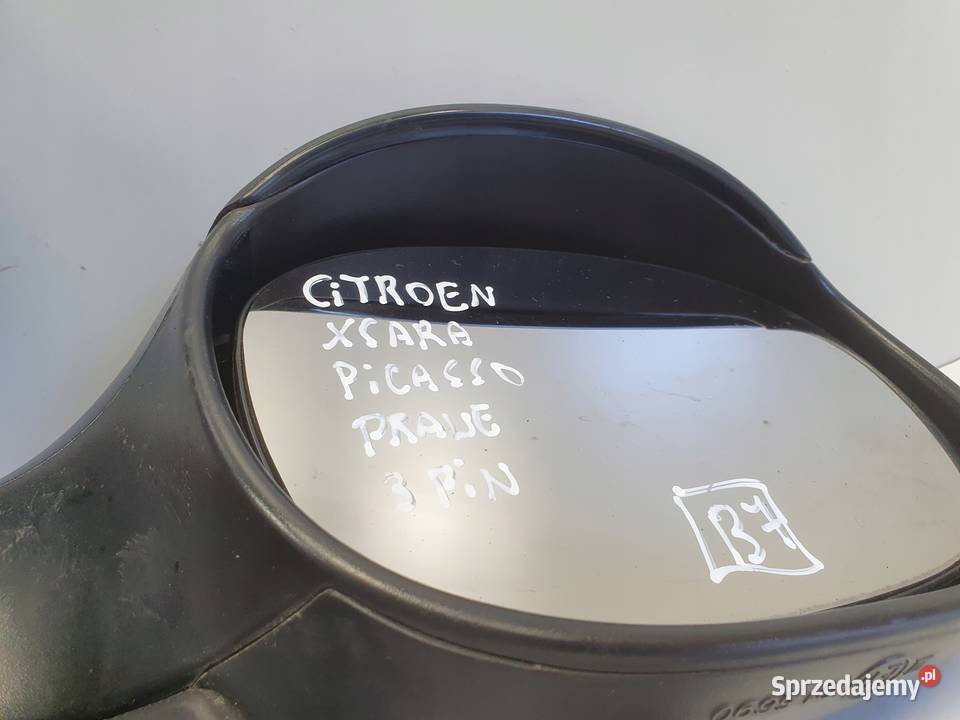 CiTROEN
XSARA
PiCASSO
PRAWE
3 PiN
B7
Sprzedajemy.pl